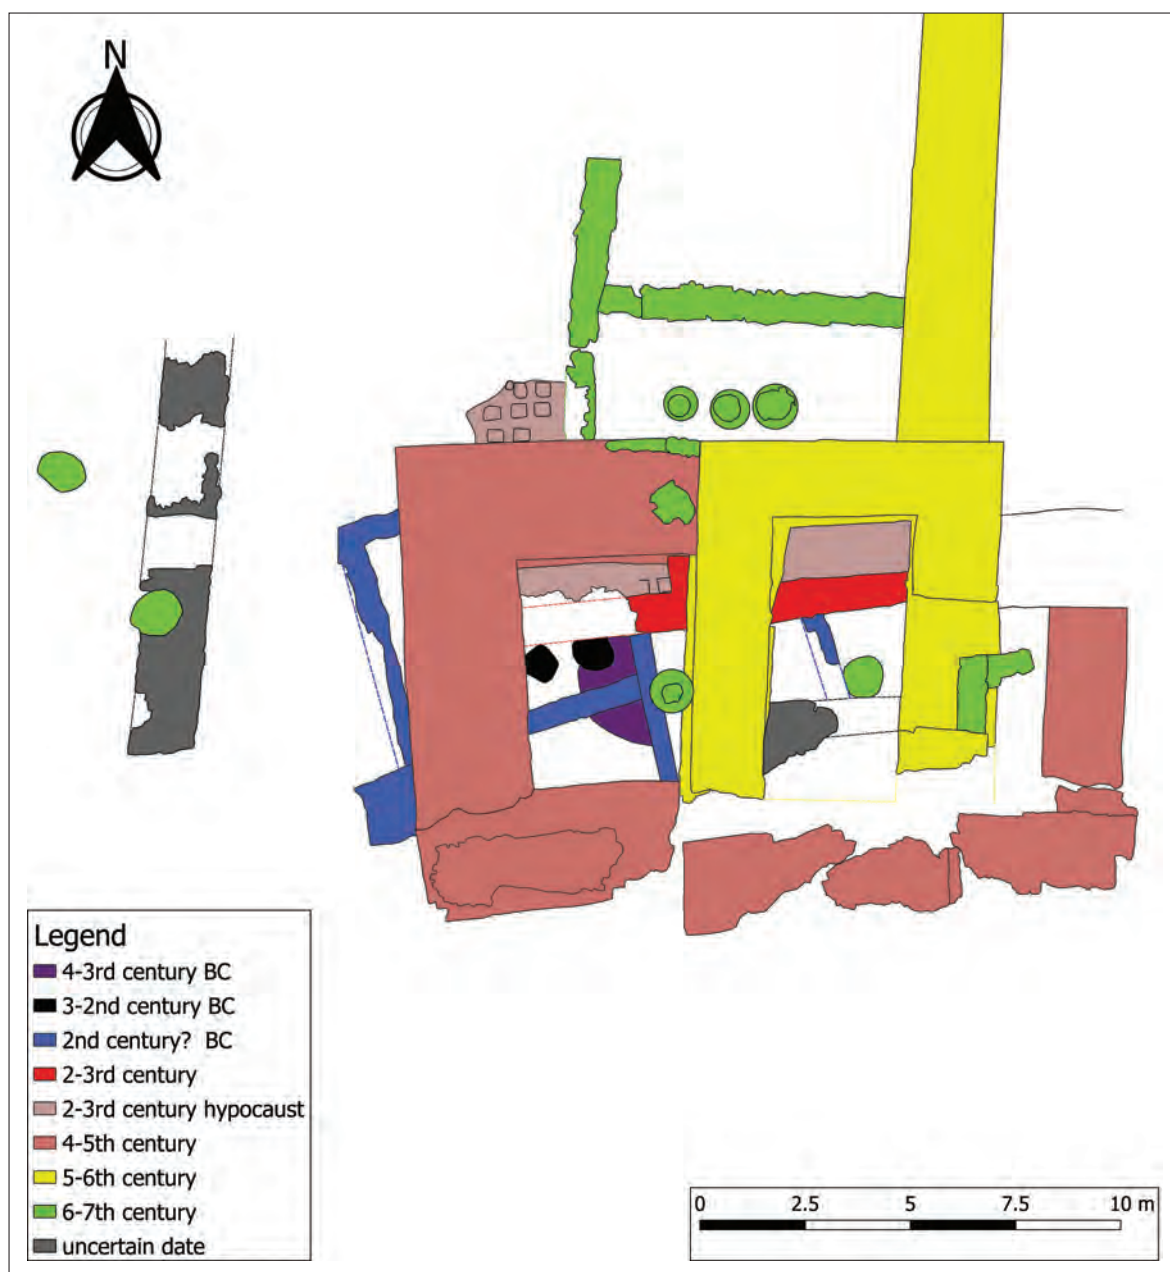 N
Legend
4-3rd century BC
3-2nd century BC
2nd century? BC
2-3rd century
2-3rd century hypocaust
4-5th century
5-6th century
6-7th century
uncertain date
0 2.5 5 7.5 10 m